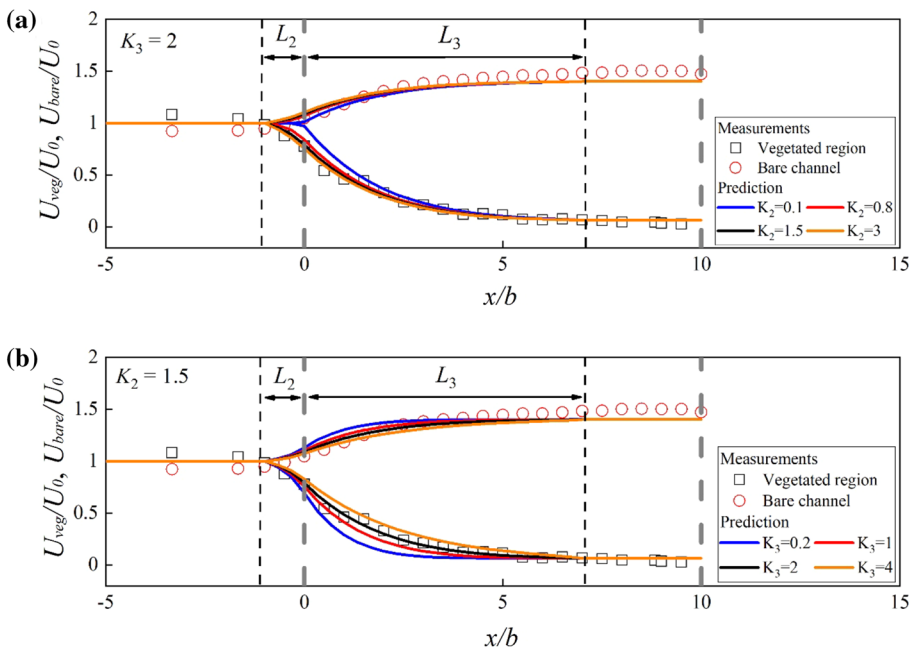 (a)
K3 = 2
L2
L3
2
1.5
1
0.5
0
Uveg/U0, Ubare/U0
Measurements
Vegetated region
Bare channel
Prediction
K2=0.1
K2=0.8
K2=1.5
K2=3
-5
0
5
10
15
x/b
(b)
K2 = 1.5
L2
L3
2
1.5
1
0.5
0
Uveg/U0, Ubare/U0
Measurements
Vegetated region
Bare channel
Prediction
K3=0.2
K3=1
K3=2
K3=4
-5
0
5
10
15
x/b